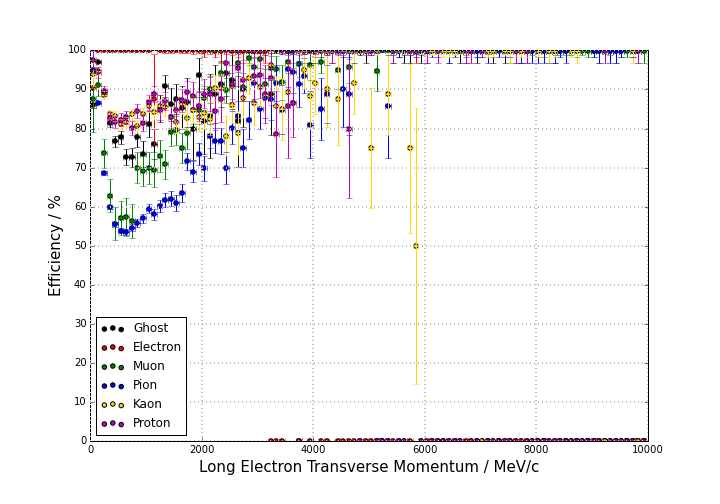 100
90
80
70
60
50
40
30
20
10
0
Efficiency / %
Ghost
Electron
Muon
Pion
Kaon
Proton
0 2000 4000 6000 8000 10000
Long Electron Transverse Momentum / MeV/c